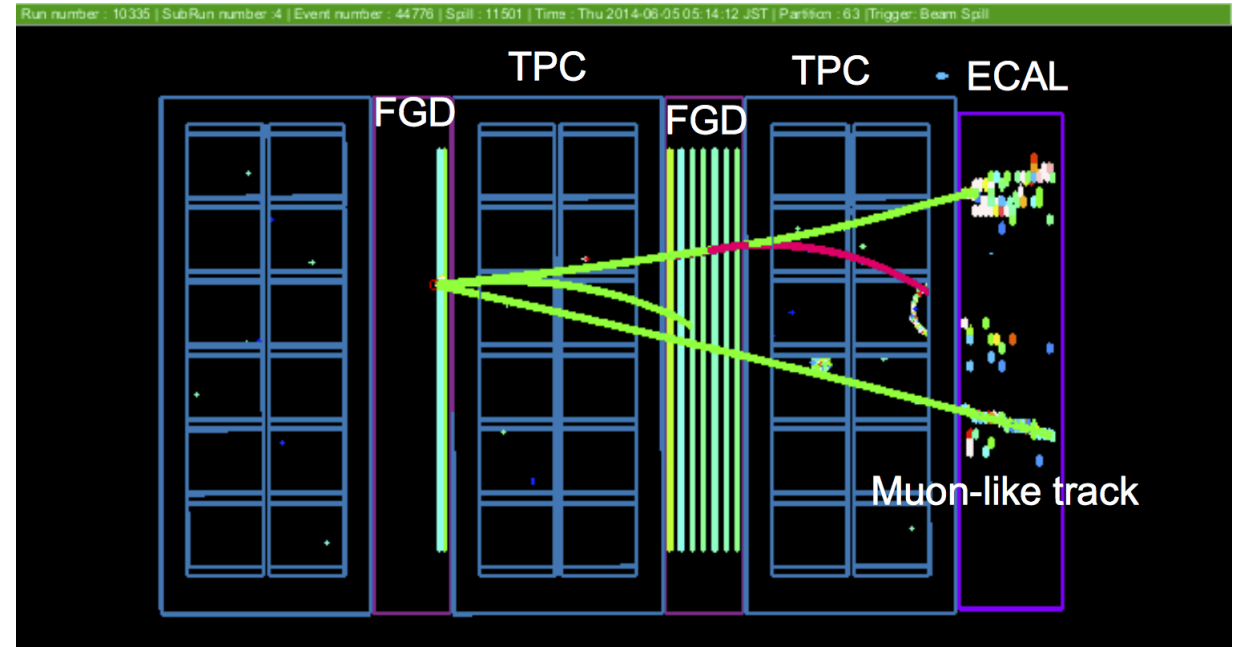 Run number : 10335 | SubRun number :4 | Event number : 44776 | Spill : 11501 | Time : Thu 2014-06-05 05:14:12 JST | Partition : 63 |Trigger: Beam Spill
TPC
TPC
ECAL
FGD
FGD
Muon-like track